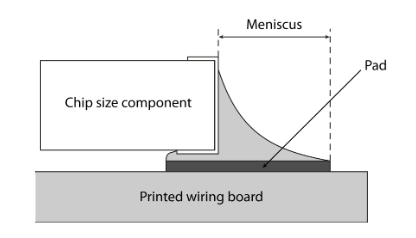 Meniscus
Pad
Chip size component
Printed wiring board